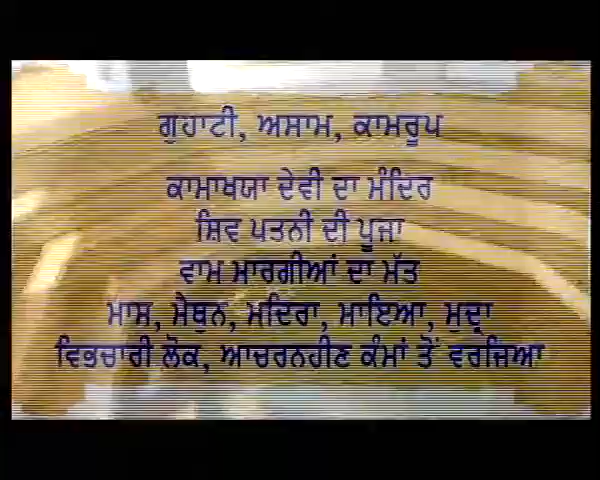 ਗੁਹਾਟੀ, ਅਸਾਮ, ਕਾਮਰੂਪ
ਕਾਮਾਖਯਾ ਦੇਵੀ ਦਾ ਮੰਦਿਰ
ਸ਼ਿਵ ਪਤਨੀ ਦੀ ਪੂਜਾ
ਵਾਮ ਮਾਰਗੀਆਂ ਦਾ ਮੱਤ
ਮਾਸ, ਮੈਥੁਨ, ਮਦਿਰਾ, ਮਾਇਆ, ਮੁਦ੍ਰਾ
ਵਿਭਚਾਰੀ ਲੋਕ, ਆਚਰਨਹੀਣ ਕੰਮਾਂ ਤੋਂ ਵਰਜਿਆ